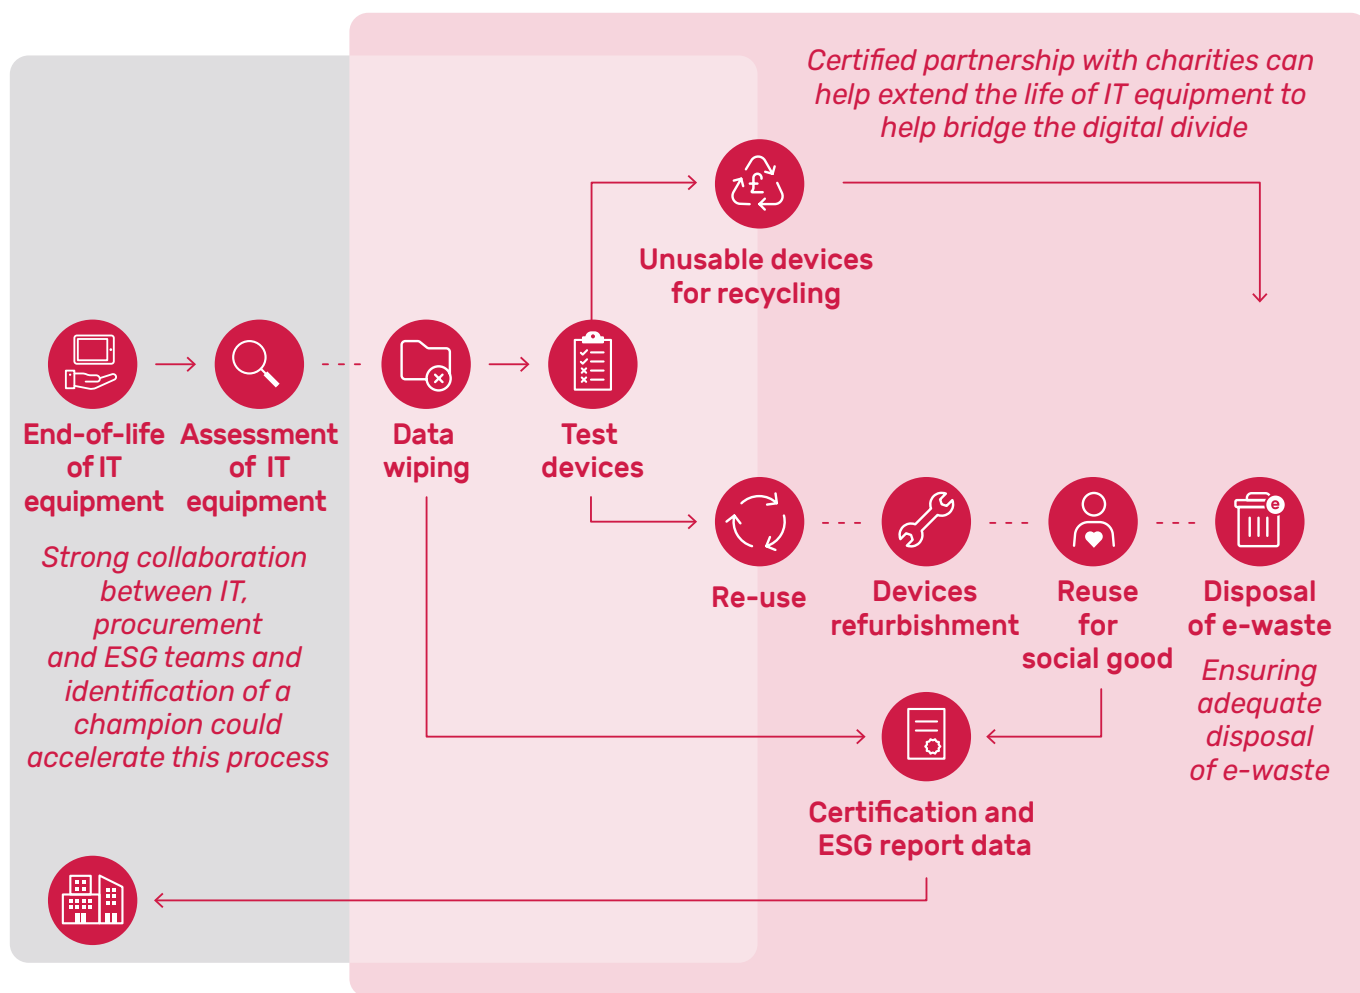 Certified partnership with charities can
help extend the life of IT equipment to
help bridge the digital divide
£
Unusable devices
for recycling
End-of-life
of IT
equipment
Assessment
of IT
equipment
Data
wiping
Test
devices
Strong collaboration
between IT,
procurement
and ESG teams and
identification of a
champion could
accelerate this process
Re-use
Devices
refurbishment
Reuse
for
social good
e
Disposal
of e-waste
Ensuring
adequate
disposal
of e-waste
Certification and
ESG report data